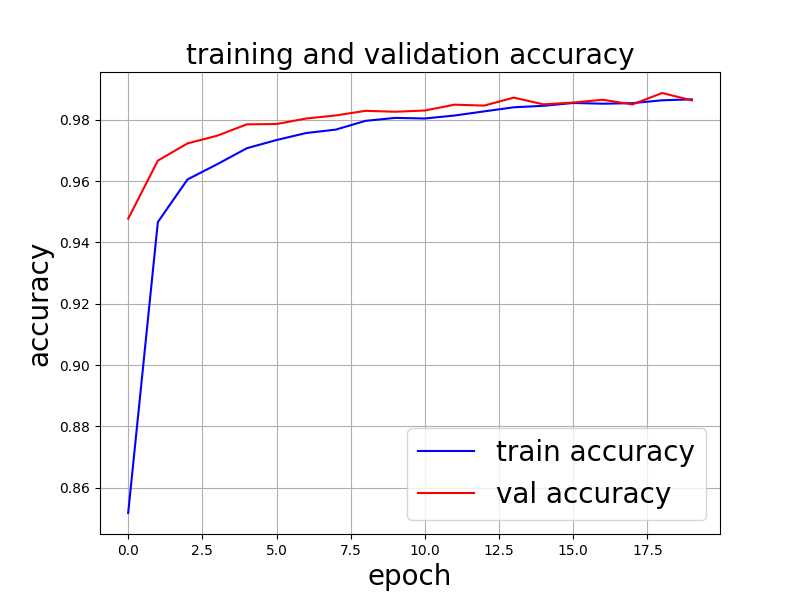 training and validation accuracy
accuracy
0.98
0.96
0.94
0.92
0.90
0.88
0.86
train accuracy
val accuracy
0.0 2.5 5.0 7.5 10.0 12.5 15.0 17.5
epoch